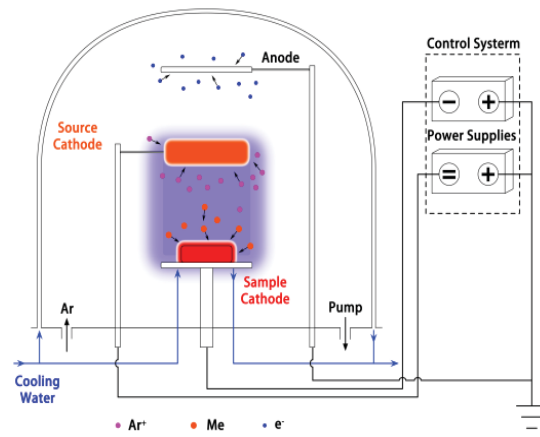 Anode
Control Systerm
− +
Power Supplies
= +
Source
Cathode
Sample
Cathode
Ar
Pump
Cooling
Water
Ar⁺
Me
e⁻